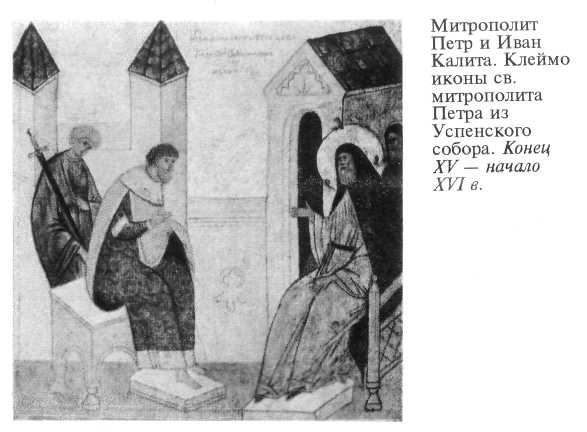 Митрополит
Петр и Иван
Калита. Клеймо
иконы св.
митрополита
Петра из
Успенского
собора. Конец
XV — начало
XVI в.